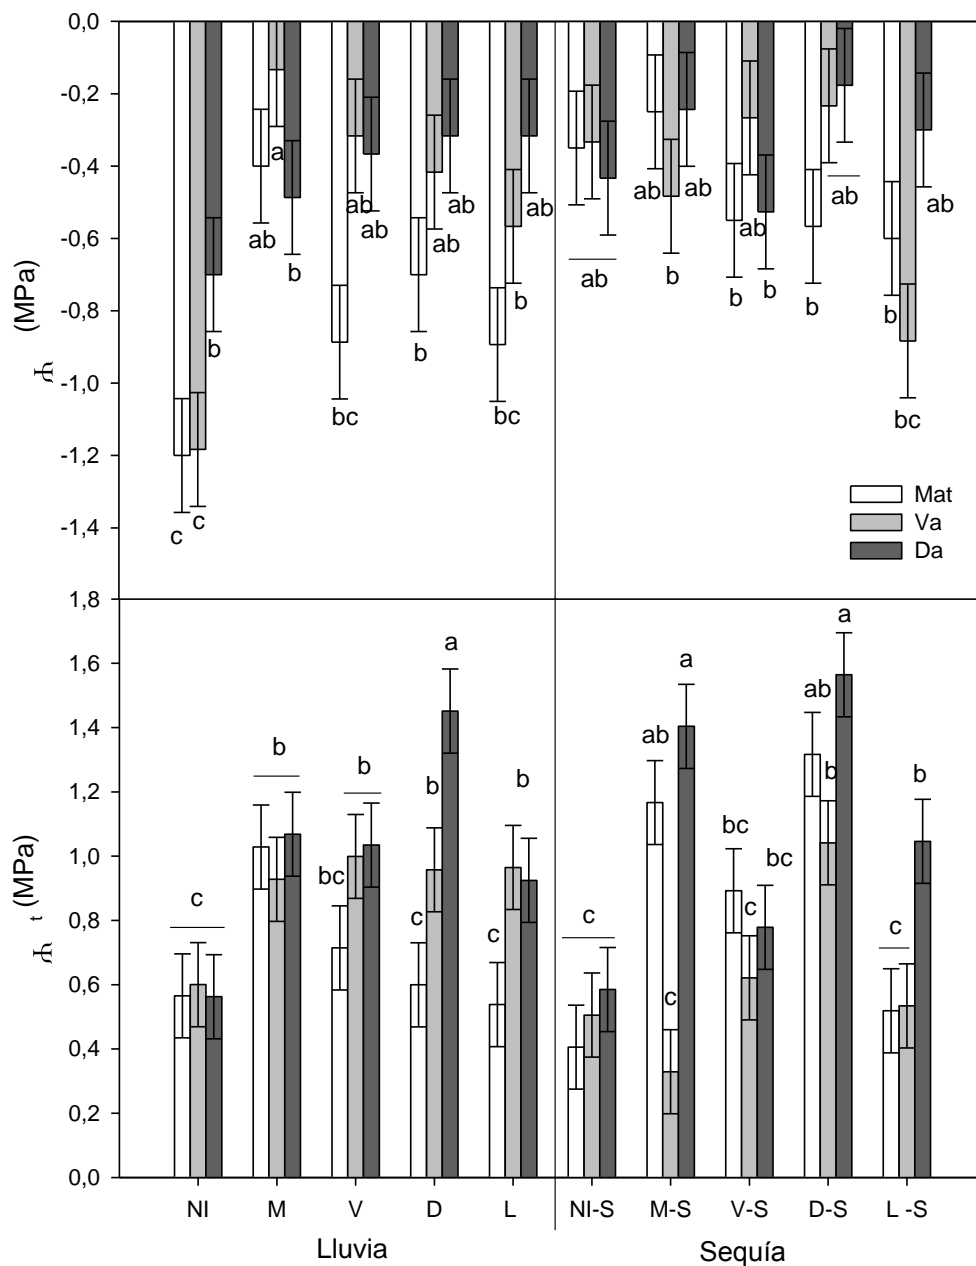 0,0
-0,2
-0,4
-0,6
-0,8
-1,0
-1,2
-1,4
(MPa)
c c b
ab a b
bc ab ab
b ab ab
bc b ab
ab
ab b ab
b ab b
b ab
b bc ab
Mat
Va
Da
1,8
1,6
1,4
1,2
1,0
0,8
0,6
0,4
0,2
0,0
t (MPa)
c
b
bc b
c b a
c b
c
ab c a
bc c bc
ab b a
c b
NI M V D L NI-S M-S V-S D-S L -S
Lluvia Sequía